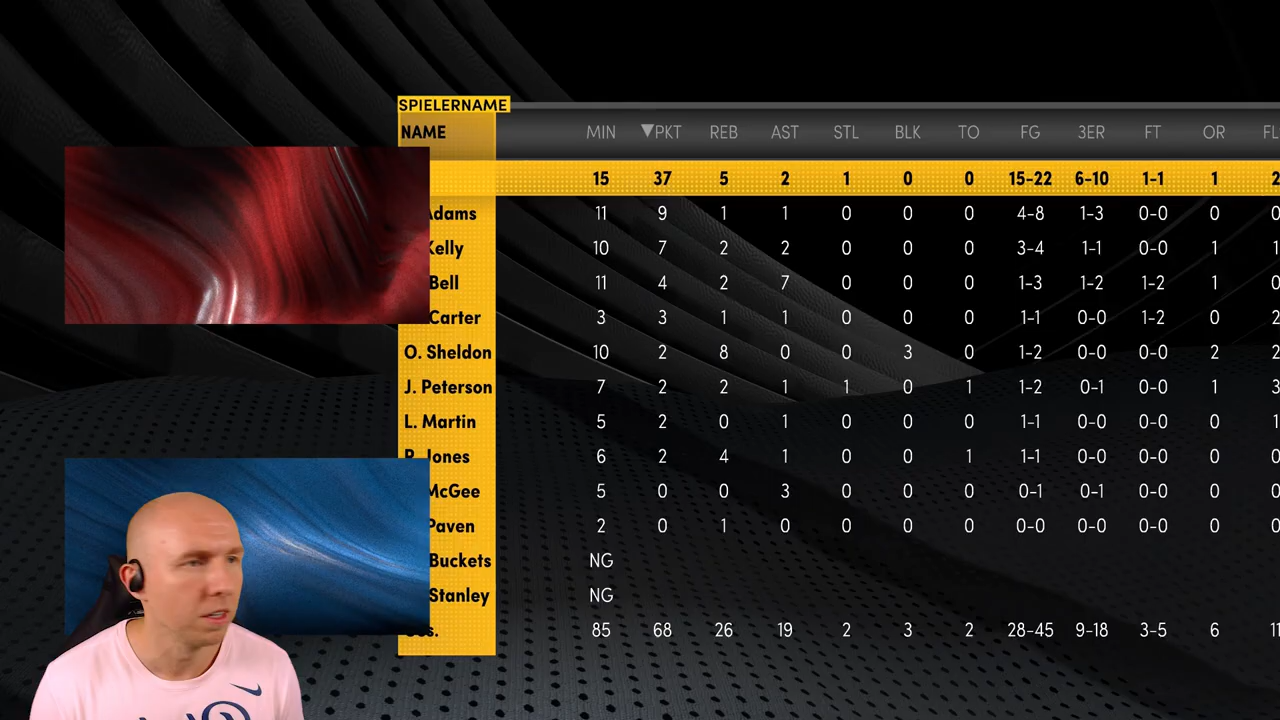 SPIELERNAME
NAME MIN ▼PKT REB AST STL BLK TO FG 3ER FT OR
15 37 5 2 1 0 0 15-22 6-10 1-1 1 2
Adams 11 9 1 1 0 0 0 4-8 1-3 0-0 0 0
Kelly 10 7 2 2 0 0 0 3-4 1-1 0-0 1 1
Bell 11 4 2 7 0 0 0 1-3 1-2 1-2 1 0
Carter 3 3 1 1 0 0 0 1-1 0-0 1-2 0 2
O. Sheldon 10 2 8 0 0 3 0 1-2 0-0 0-0 2 2
J. Peterson 7 2 2 1 1 0 1 1-2 0-1 0-0 1 3
L. Martin 5 2 0 1 0 0 0 1-1 0-0 0-0 0 1
Jones 6 2 4 1 0 0 1 1-1 0-0 0-0 0 0
McGee 5 0 0 3 0 0 0 0-1 0-1 0-0 0 0
Paven 2 0 1 0 0 0 0 0-0 0-0 0-0 0 0
Buckets NG
Stanley NG
85 68 26 19 2 3 2 28-45 9-18 3-5 6 11